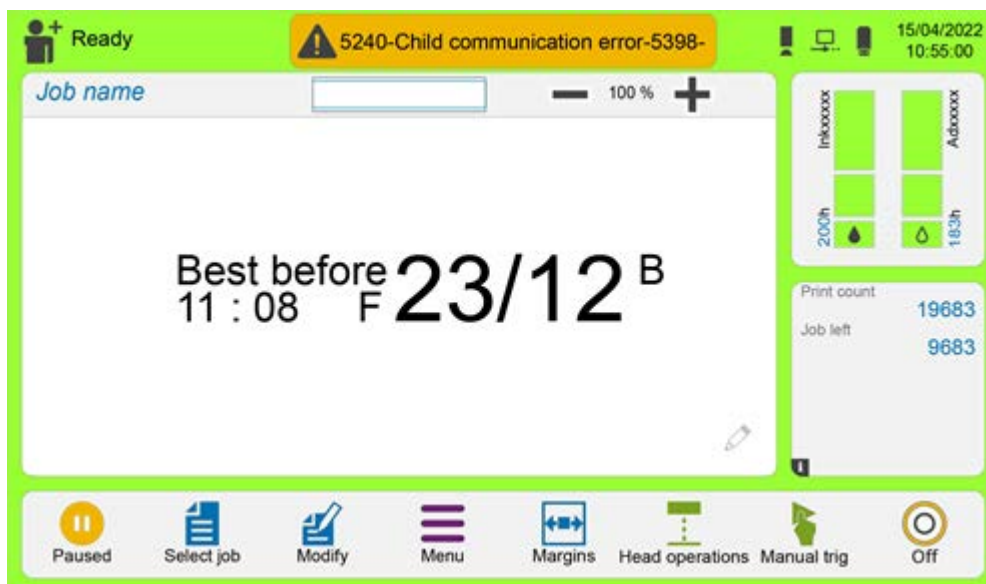 Ready
5240-Child communication error-5398-
15/04/2022
10:55:00
Job name
100 %
Best before 23/12 B
11 : 08 F
Inkxxxxx
Adxxxxx
200h
183h
Print count
19683
Job left
9683
Paused
Select job
Modify
Menu
Margins
Head operations
Manual trig
Off